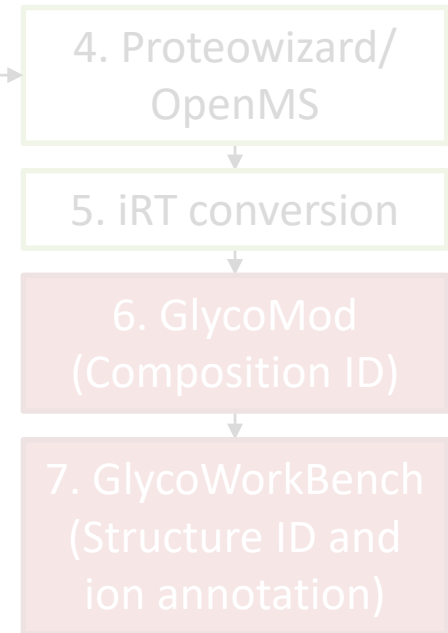 4. Proteowizard/
OpenMS
5. iRT conversion
6. GlycoMod
(Composition ID)
7. GlycoWorkBench
(Structure ID and
ion annotation)